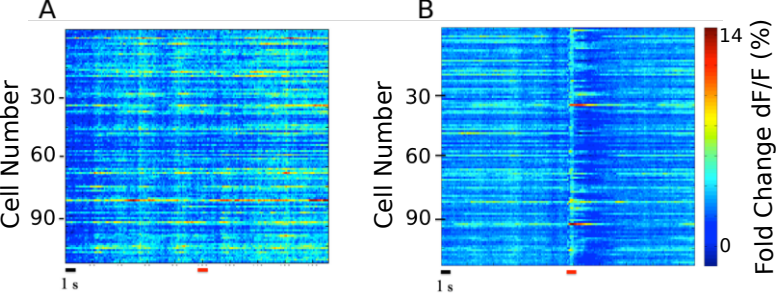 A
B
Cell Number
30
60
90
1 s
Cell Number
30
60
90
1 s
14
0
Fold Change dF/F (%)